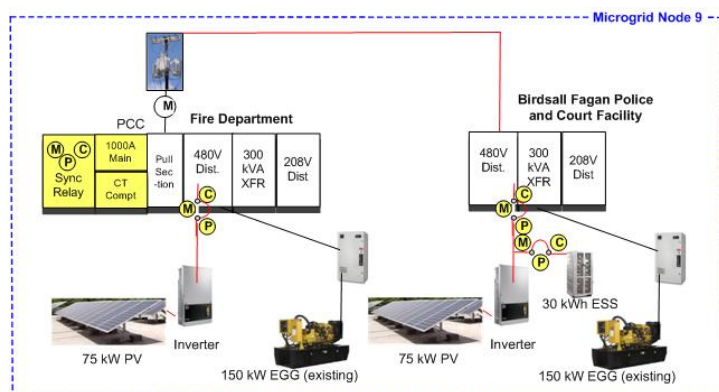 Microgrid Node 9
M
PCC
Fire Department
Birdsall Fagan Police
and Court Facility
M C
P
Sync
Relay
1000A
Main
CT
Compt
Pull
Sec
-tion
480V
Dist.
300
kVA
XFR
208V
Dist
480V
Dist.
300
kVA
XFR
208V
Dist
C
M
P
C
M
P
M C
P
30 kWh ESS
75 kW PV
Inverter
150 kW EGG (existing)
75 kW PV
Inverter
150 kW EGG (existing)